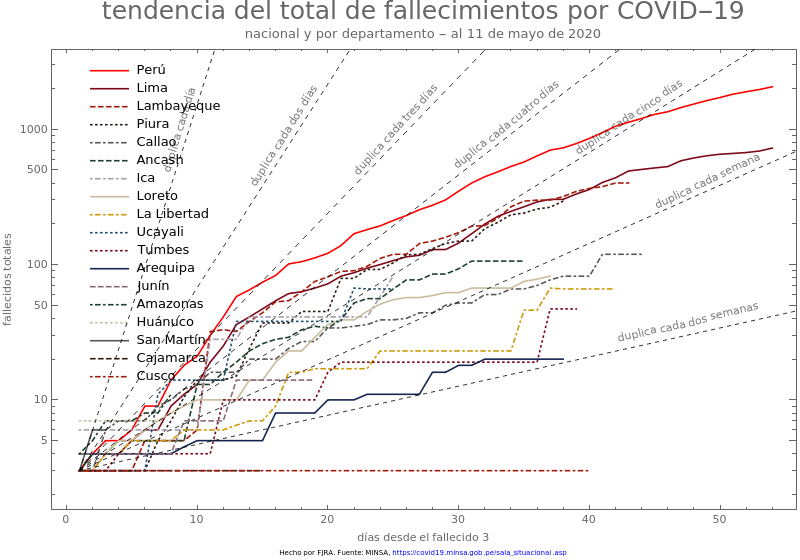 tendencia del total de fallecimientos por COVID−19
nacional y por departamento − al 11 de mayo de 2020
Perú
Lima
Lambayeque
Piura
Callao
Ancash
Ica
Loreto
La Libertad
Ucayali
Tumbes
Arequipa
Junín
Amazonas
Huánuco
San Martín
Cajamarca
Cusco
duplica cada día
duplica cada dos días
duplica cada tres días
duplica cada cuatro días
duplica cada cinco días
duplica cada semana
duplica cada dos semanas
fallecidos totales
1000
500
100
50
10
5
0 10 20 30 40 50
días desde el fallecido 3
Hecho por FJRA. Fuente: MINSA, https://covid19.minsa.gob.pe/sala_situacional.asp